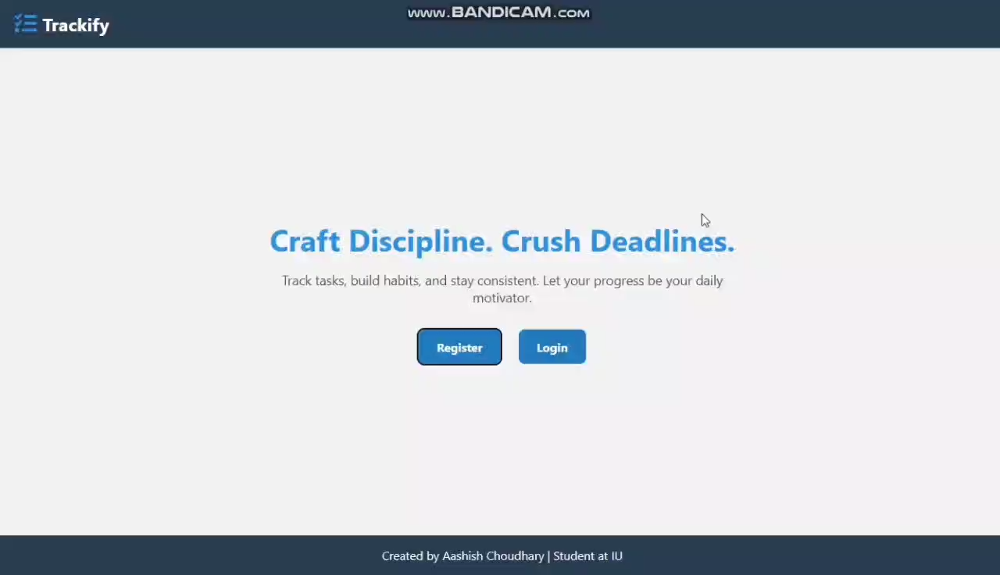 Trackify
www.BANDICAM.com
Craft Discipline. Crush Deadlines.
Track tasks, build habits, and stay consistent. Let your progress be your daily
motivator.
Register
Login
Created by Aashish Choudhary | Student at IU